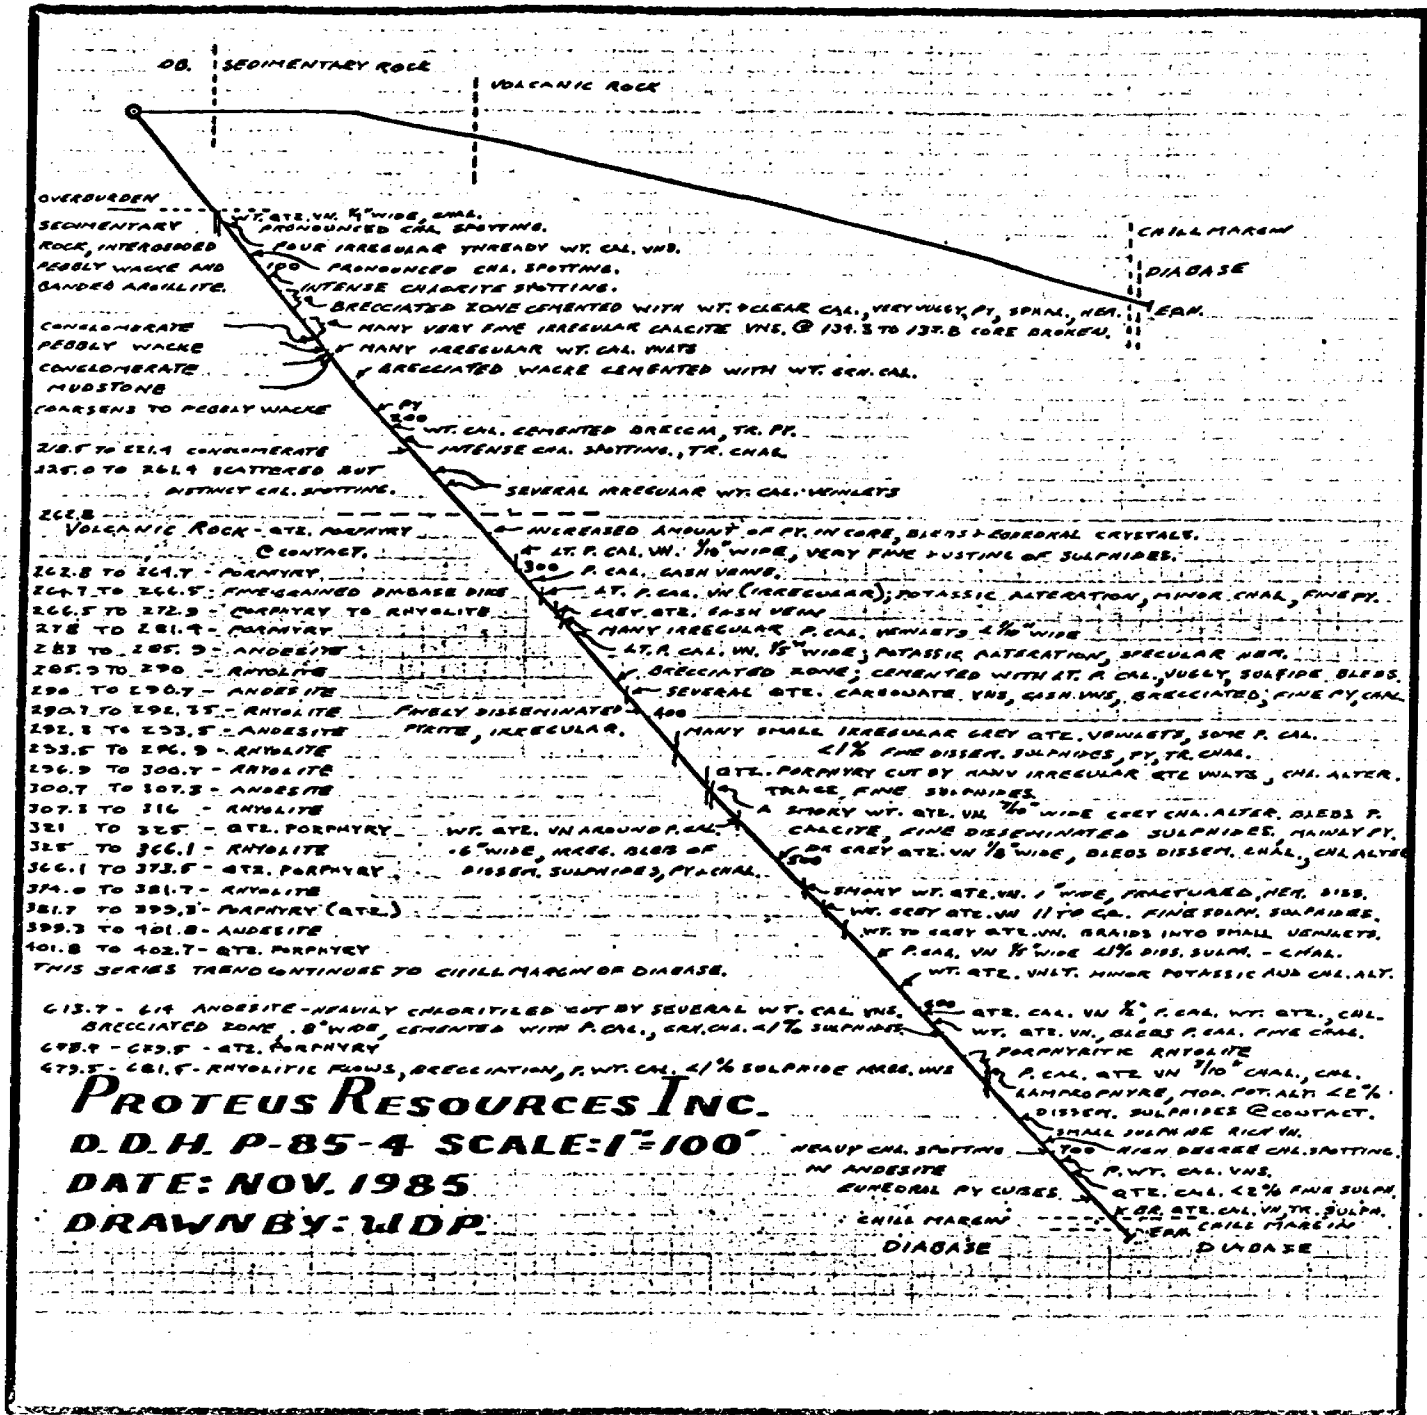 OB. SEDIMENTARY ROCK
VOLCANIC ROCK
CHILL MARGIN
DIABASE
EOH.
OVERBURDEN
SEDIMENTARY
ROCK, INTERBEDDED
PEBBLY WACKE AND
BANDED ARGILLITE.
WT. QTZ. VN. WIDE, CHAL.
PRONOUNCED CHL SPOTTING.
FOUR IRREGULAR THREADY WT. CAL. VNS.
100 PRONOUNCED CHL. SPOTTING.
INTENSE CHLORITE SPOTTING.
BRECCIATED ZONE CEMENTED WITH WT. & CLEAR CAL., VERY VUGGY, PY, SPHAL, HEM.
MANY VERY FINE IRREGULAR CALCITE VNS. @ 134.3 TO 137.8 CORE BROKEN.
CONGLOMERATE
PEBBLY WACKE
CONGLOMERATE
MUDSTONE
COARSENS TO PEBBLY WACKE
MANY IRREGULAR WT. CAL. VNLTS
BRECCIATED WACKE CEMENTED WITH WT. GRN. CAL.
PY
200
WT. CAL. CEMENTED BRECCIA, TR. PY.
INTENSE CHL. SPOTTING, TR. CHAL
218.5 TO 221.4 CONGLOMERATE
225.0 TO 261.4 SCATTERED BUT
DISTINCT CHL. SPOTTING.
SEVERAL IRREGULAR WT. CAL. VEINLETS
262.8
VOLCANIC ROCK - QTZ. PORPHYRY
@ CONTACT.
INCREASED AMOUNT OF PY. IN CORE, BLEBS & EUHEDRAL CRYSTALS.
LT. P. CAL. VN. 1/10" WIDE, VERY FINE DUSTING OF SULPHIDES.
300 P. CAL. GASH VEINS.
LT. P. CAL. VN (IRREGULAR); POTASSIC ALTERATION, MINOR CHAL, FINE PY.
GREY QTZ. GASH VEIN
MANY IRREGULAR P. CAL. VEINLETS < 1/10" WIDE
LT. P. CAL. VN. 1/5" WIDE; POTASSIC ALTERATION, SPECULAR HEM.
BRECCIATED ZONE; CEMENTED WITH LT. P. CAL., VUGGY, SULFIDE BLEBS.
SEVERAL QTZ. CARBONATE VNS, GASH VNS, BRECCIATED; FINE PY, CHAL
262.8 TO 264.7 - PORPHYRY
264.7 TO 266.5 - FINE GRAINED DIABASE DIKE
266.5 TO 272.9 - PORPHYRY TO RHYOLITE
278 TO 281.4 - PORPHYRY
283 TO 285.9 - ANDESITE
285.9 TO 290 - RHYOLITE
290 TO 290.7 - ANDESITE
290.7 TO 292.35 - RHYOLITE
292.3 TO 293.5 - ANDESITE
293.5 TO 296.9 - RHYOLITE
296.9 TO 300.7 - RHYOLITE
300.7 TO 307.3 - ANDESITE
307.3 TO 316 - RHYOLITE
321 TO 325 - QTZ. PORPHYRY
325 TO 366.1 - RHYOLITE
366.1 TO 373.5 - QTZ. PORPHYRY
374.0 TO 381.7 - RHYOLITE
381.7 TO 399.3 - PORPHYRY (QTZ.)
399.3 TO 401.8 - ANDESITE
401.8 TO 402.7 - QTZ. PORPHYRY
THIS SERIES TREND CONTINUES TO CHILL MARGIN OF DIABASE.
FINELY DISSEMINATED
PYRITE, IRREGULAR.
400
MANY SMALL IRREGULAR GREY QTZ. VEINLETS, SOME P. CAL.
<1% FINE DISSEM. SULPHIDES, PY, TR. CHAL.
QTZ. PORPHYRY CUT BY MANY IRREGULAR QTZ VNLTS, CHL. ALTER.
TRACE FINE SULPHIDES
A SMOKY WT. QTZ. VN WIDE GREY CHL. ALTER. BLEBS P.
CALCITE, FINE DISSEMINATED SULPHIDES, MAINLY PY.
WT. QTZ. VN AROUND P. CAL
.6" WIDE, IRREG. BLEB OF
DISSEM. SULPHIDES, PY & CHAL.
DR GREY QTZ. VN 1/8" WIDE, BLEBS DISSEM. CHAL., CHL ALTER
500
SMOKY WT. QTZ. VN. 1" WIDE, FRACTURED, HEM. DISS.
WT. GREY QTZ. VN 11 TO CA. FINE SULPHIDES.
WT. TO GREY QTZ. VN. BRAIDS INTO SMALL VEINLETS.
P. CAL. VN WIDE <1% DISS. SULPH. - CHAL.
WT. QTZ. VNLT. MINOR POTASSIC AND CHL. ALT.
613.7 - 614 ANDESITE - HEAVILY CHLORITIZED CUT BY SEVERAL WT. CAL VNS.
BRECCIATED ZONE, .8" WIDE, CEMENTED WITH P. CAL., GRY. CHL. <1% SULPHIDES
678.4 - 679.5 - QTZ. PORPHYRY
679.5 - 681.5 - RHYOLITIC FLOWS, BRECCIATION, P. WT. CAL. <1% SULPHIDE IRREG. VNS
600
QTZ. CAL. VN P. CAL. WT. QTZ., CHL.
WT. QTZ. VN., BLEBS P. CAL. FINE CHAL.
PORPHYRITIC RHYOLITE
P. CAL. QTZ VN CHAL., CHL.
LAMPROPHYRE, MOD. POT. ALT. <2%
DISSEM. SULPHIDES @ CONTACT.
SMALL SULPHIDE RICH VN.
700 HIGH DEGREE CHL. SPOTTING.
P. WT. CAL. VNS.
QTZ. CAL. <2% FINE SULPH.
QTZ. CAL. VN, TR. SULPH.
HEAVY CHL. SPOTTING
IN ANDESITE
EUHEDRAL PY CUBES
CHILL MARGIN
DIABASE
EOH CHILL MARGIN
DIABASE
PROTEUS RESOURCES INC.
D.D.H. P-85-4 SCALE: 1"=100'
DATE: NOV. 1985
DRAWN BY: WDP.